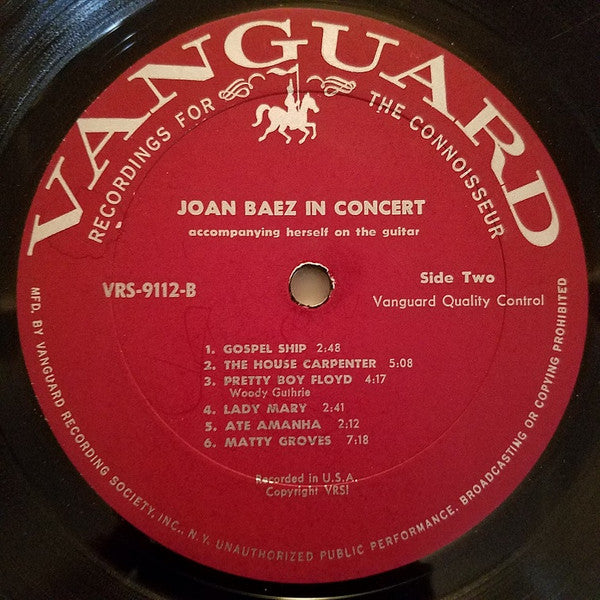 VANGUARD
RECORDINGS FOR THE CONNOISSEUR
JOAN BAEZ IN CONCERT
accompanying herself on the guitar
VRS-9112-B
Side Two
Vanguard Quality Control
1. GOSPEL SHIP 2:48
2. THE HOUSE CARPENTER 5:08
3. PRETTY BOY FLOYD 4:17
Woody Guthrie
4. LADY MARY 2:41
5. ATE AMANHA 2:12
6. MATTY GROVES 7:18
Recorded in U.S.A.
Copyright VRS!
MFD. BY VANGUARD RECORDING SOCIETY, INC., N.Y. UNAUTHORIZED PUBLIC PERFORMANCE, BROADCASTING OR COPYING PROHIBITED